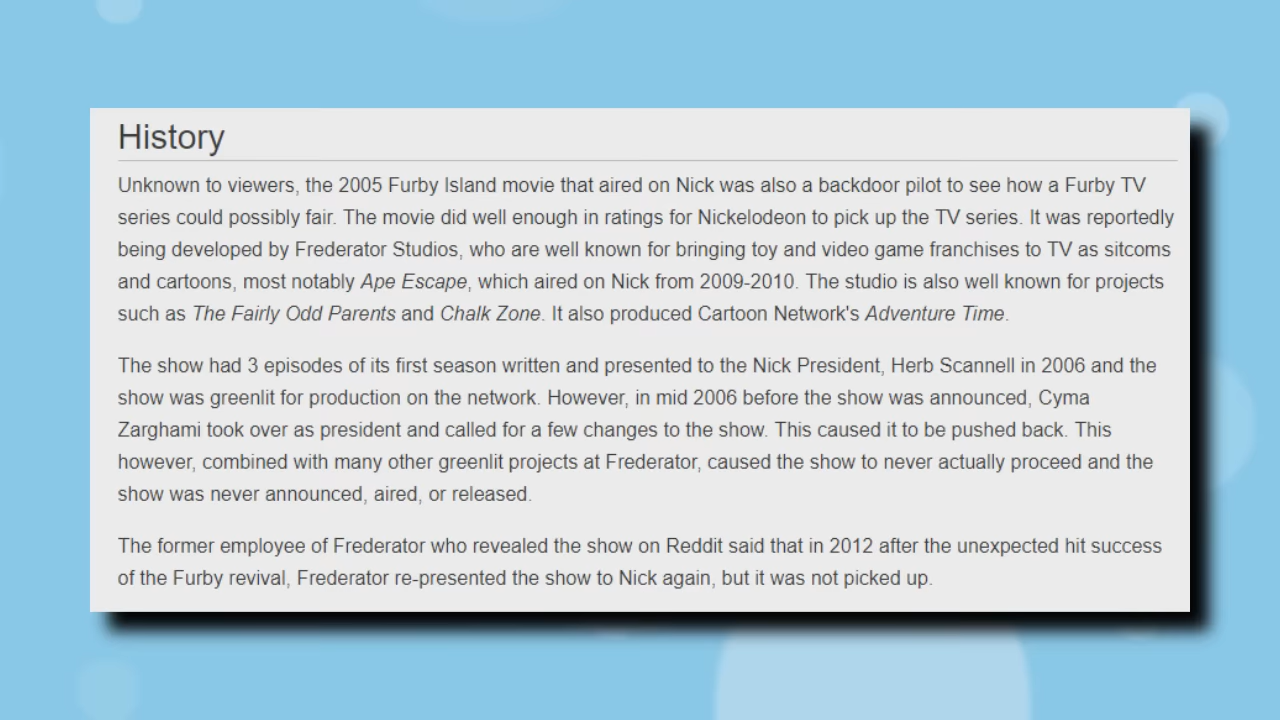 History
Unknown to viewers, the 2005 Furby Island movie that aired on Nick was also a backdoor pilot to see how a Furby TV
series could possibly fair. The movie did well enough in ratings for Nickelodeon to pick up the TV series. It was reportedly
being developed by Frederator Studios, who are well known for bringing toy and video game franchises to TV as sitcoms
and cartoons, most notably Ape Escape, which aired on Nick from 2009-2010. The studio is also well known for projects
such as The Fairly Odd Parents and Chalk Zone. It also produced Cartoon Network's Adventure Time.
The show had 3 episodes of its first season written and presented to the Nick President, Herb Scannell in 2006 and the
show was greenlit for production on the network. However, in mid 2006 before the show was announced, Cyma
Zarghami took over as president and called for a few changes to the show. This caused it to be pushed back. This
however, combined with many other greenlit projects at Frederator, caused the show to never actually proceed and the
show was never announced, aired, or released.
The former employee of Frederator who revealed the show on Reddit said that in 2012 after the unexpected hit success
of the Furby revival, Frederator re-presented the show to Nick again, but it was not picked up.